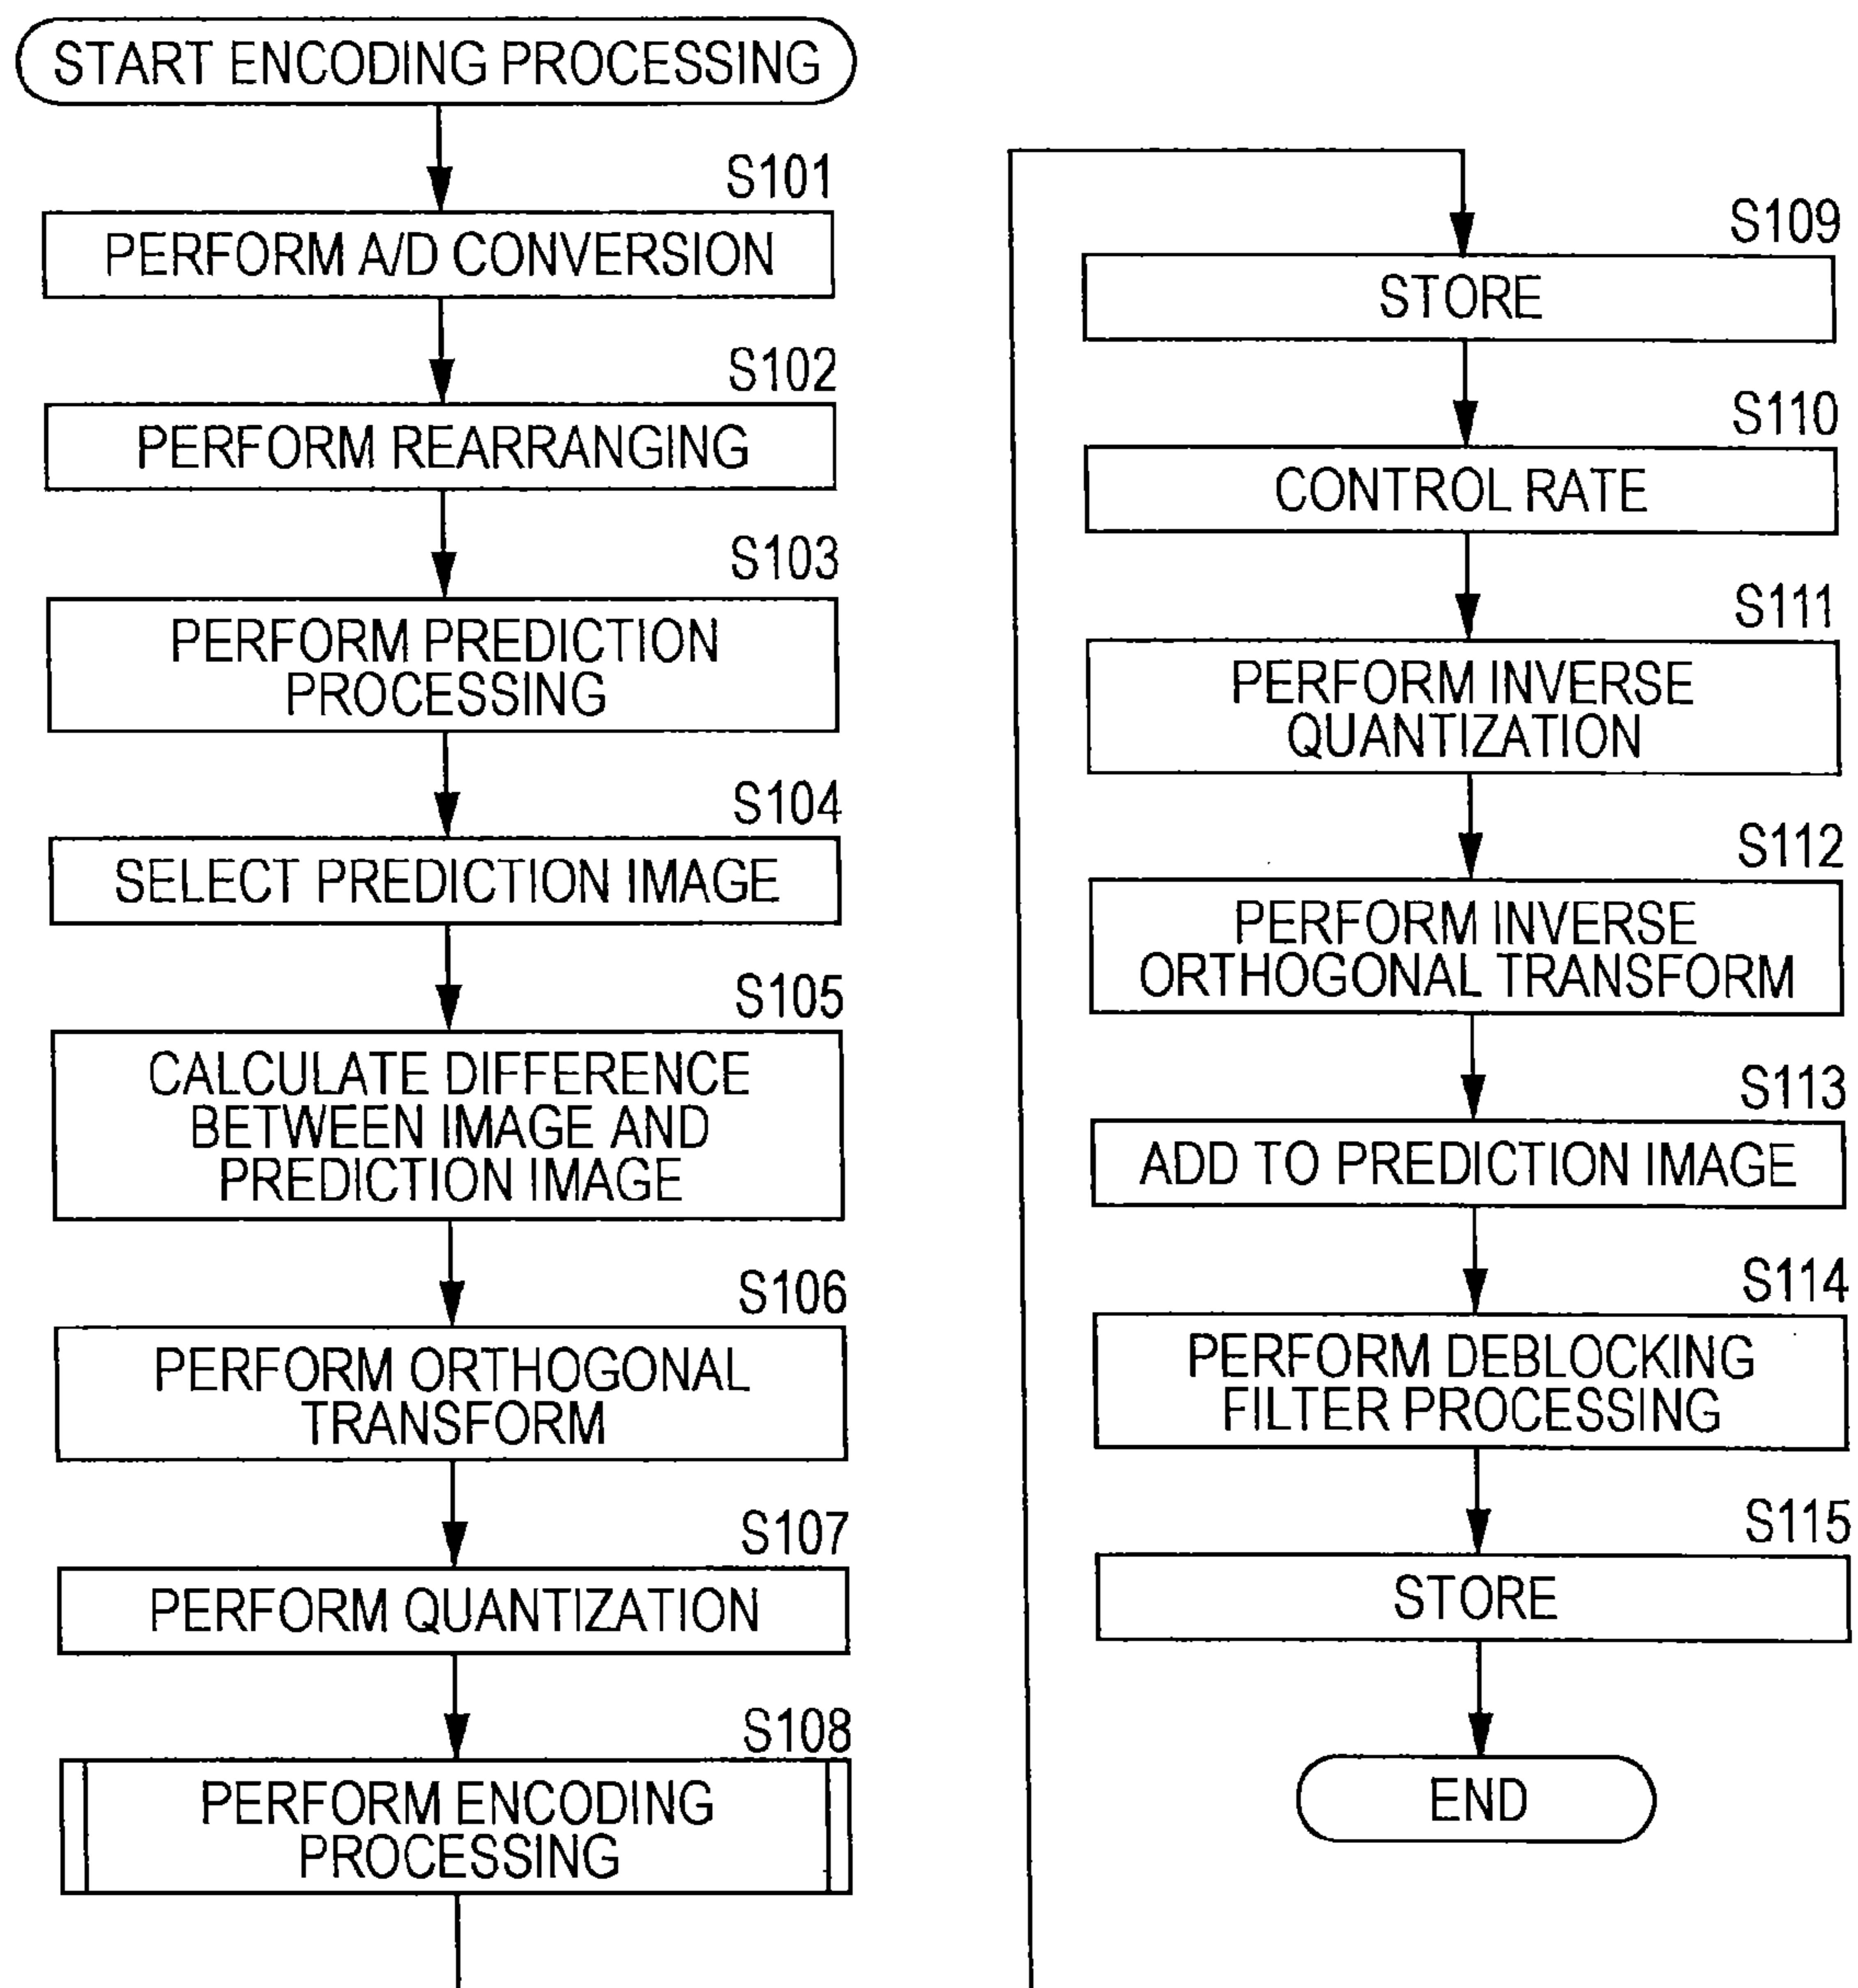 START ENCODING PROCESSING
S101
PERFORM A/D CONVERSION
S102
PERFORM REARRANGING
S103
PERFORM PREDICTION
PROCESSING
S104
SELECT PREDICTION IMAGE
S105
CALCULATE DIFFERENCE
BETWEEN IMAGE AND
PREDICTION IMAGE
S106
PERFORM ORTHOGONAL
TRANSFORM
S107
PERFORM QUANTIZATION
S108
PERFORM ENCODING
PROCESSING
S109
STORE
S110
CONTROL RATE
S111
PERFORM INVERSE
QUANTIZATION
S112
PERFORM INVERSE
ORTHOGONAL TRANSFORM
S113
ADD TO PREDICTION IMAGE
S114
PERFORM DEBLOCKING
FILTER PROCESSING
S115
STORE
END